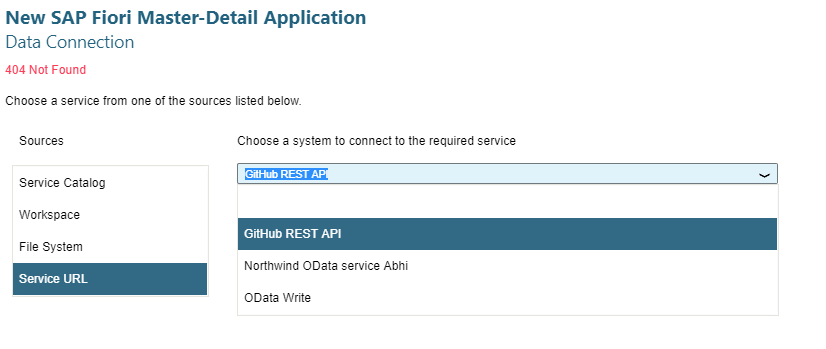 New SAP Fiori Master-Detail Application
Data Connection
404 Not Found
Choose a service from one of the sources listed below.
Sources
Service Catalog
Workspace
File System
Service URL
Choose a system to connect to the required service
GitHub REST API
GitHub REST API
Northwind OData service Abhi
OData Write